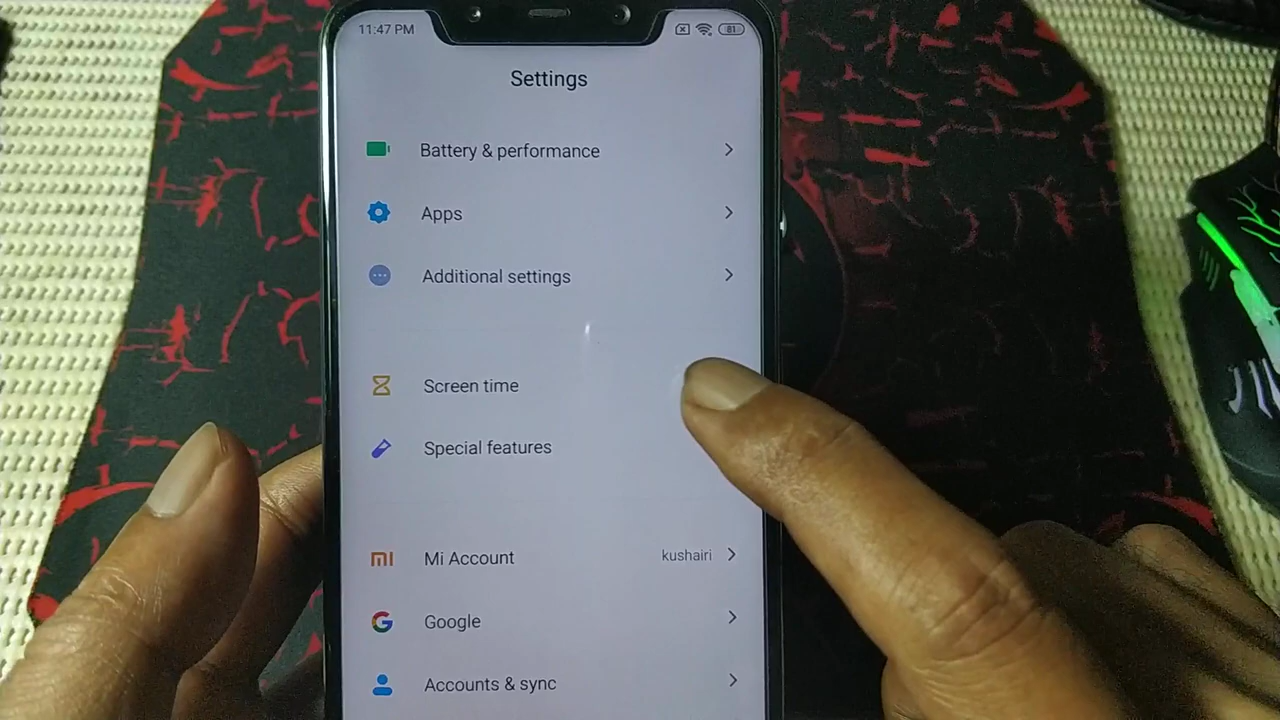 11:47 PM 81
Settings
Battery & performance
Apps
Additional settings
Screen time
Special features
Mi Account kushairi
Google
Accounts & sync